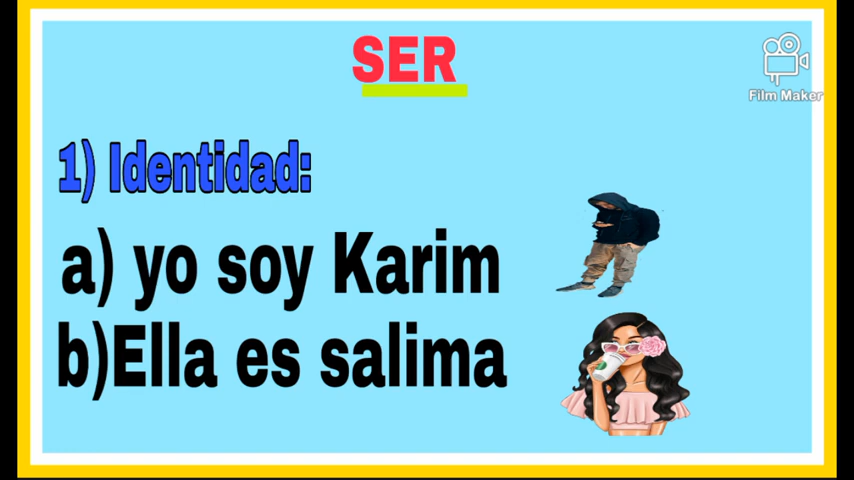 SER
Film Maker
1) Identidad:
a) yo soy Karim
b)Ella es salima